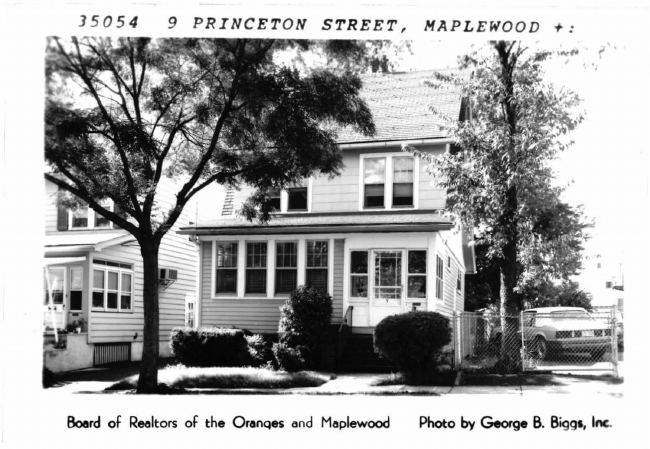 35054 9 PRINCETON STREET, MAPLEWOOD +:
Board of Realtors of the Oranges and Maplewood Photo by George B. Biggs, Inc.